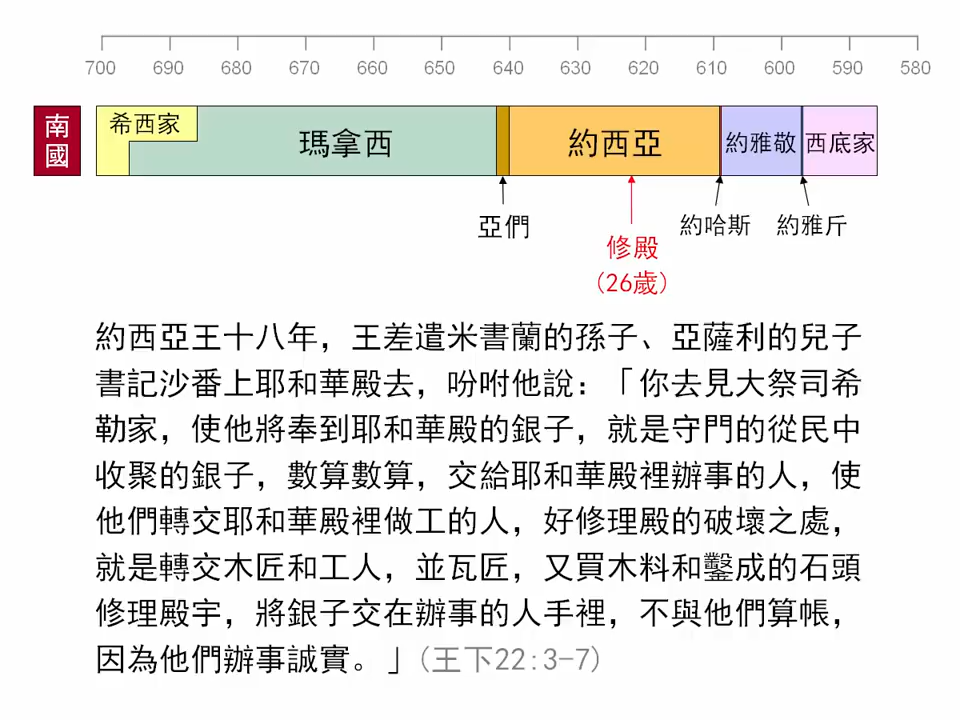 700 690 680 670 660 650 640 630 620 610 600 590 580
南國
希西家
瑪拿西
約西亞
約雅敬
西底家
亞們
修殿
(26歲)
約哈斯
約雅斤
約西亞王十八年，王差遣米書蘭的孫子、亞薩利的兒子
書記沙番上耶和華殿去，吩咐他說：「你去見大祭司希
勒家，使他將奉到耶和華殿的銀子，就是守門的從民中
收聚的銀子，數算數算，交給耶和華殿裡辦事的人，使
他們轉交耶和華殿裡做工的人，好修理殿的破壞之處，
就是轉交木匠和工人，並瓦匠，又買木料和鑿成的石頭
修理殿宇，將銀子交在辦事的人手裡，不與他們算帳，
因為他們辦事誠實。」(王下22:3-7)